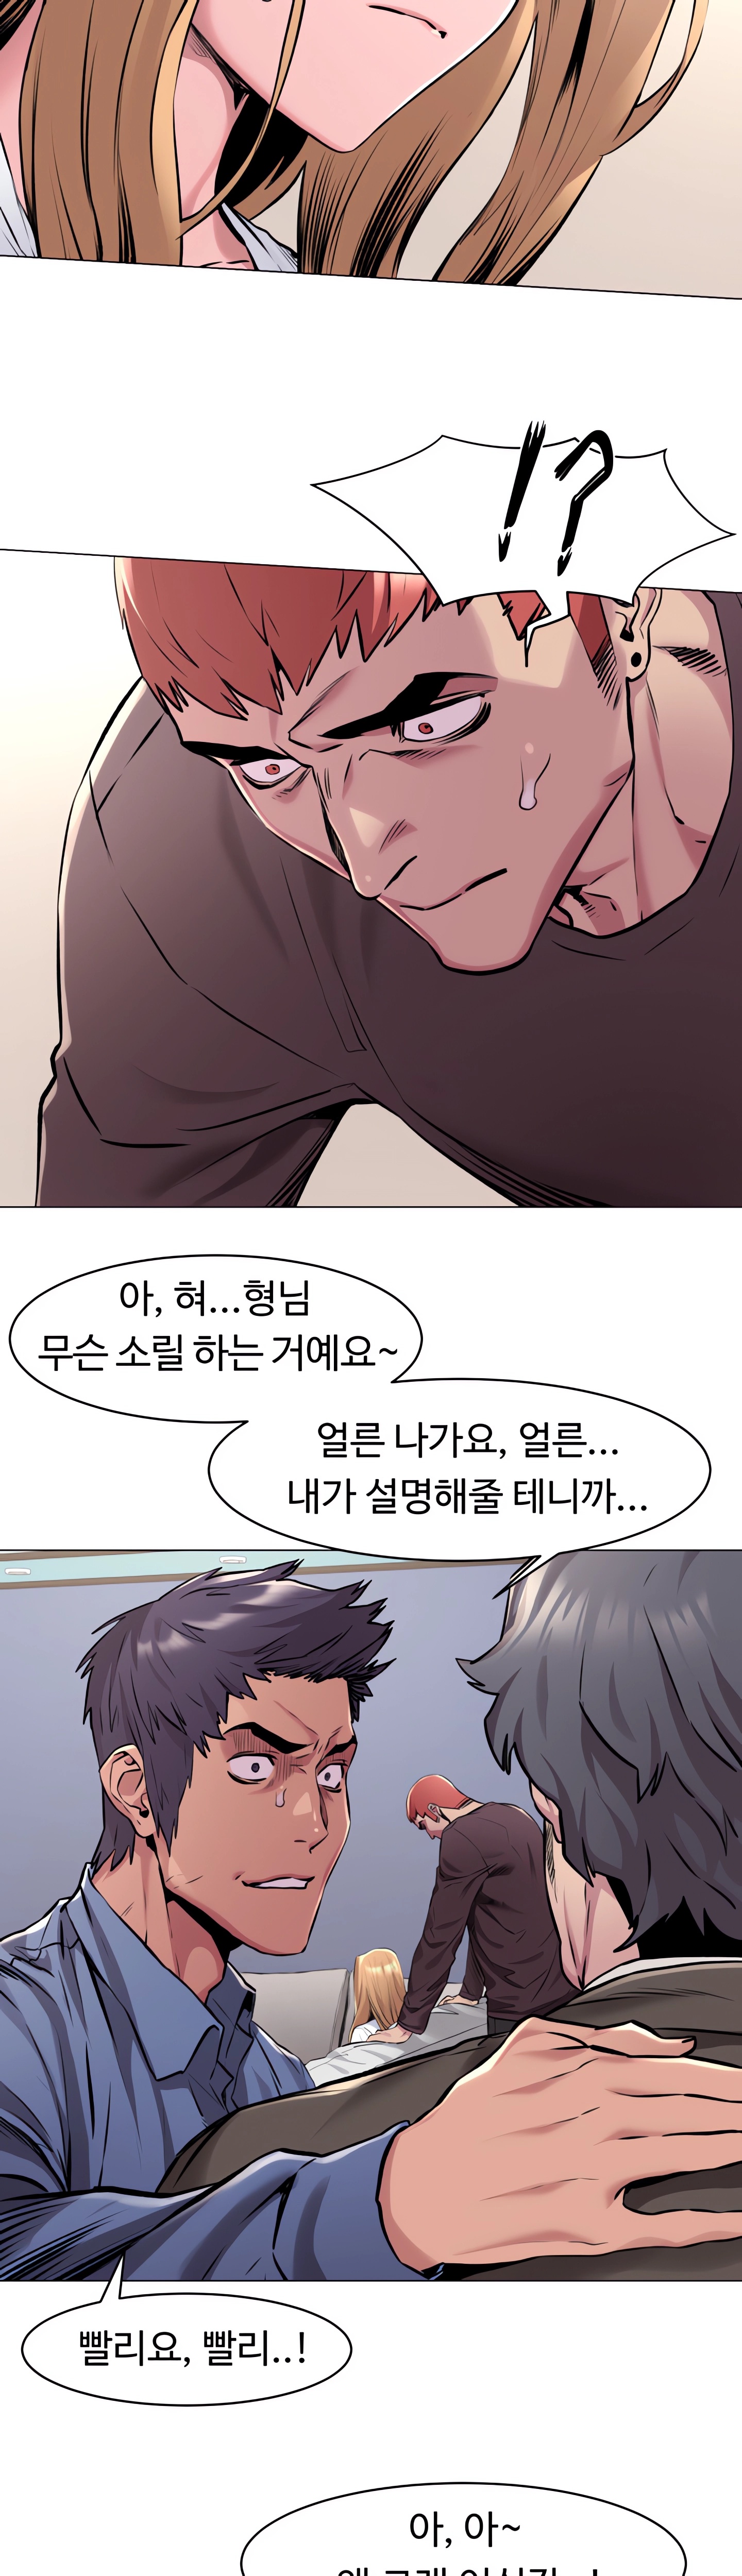 !?
아, 혀...형님
무슨 소릴 하는 거예요~
얼른 나가요, 얼른...
내가 설명해줄 테니까...
빨리요, 빨리..!
아, 아~